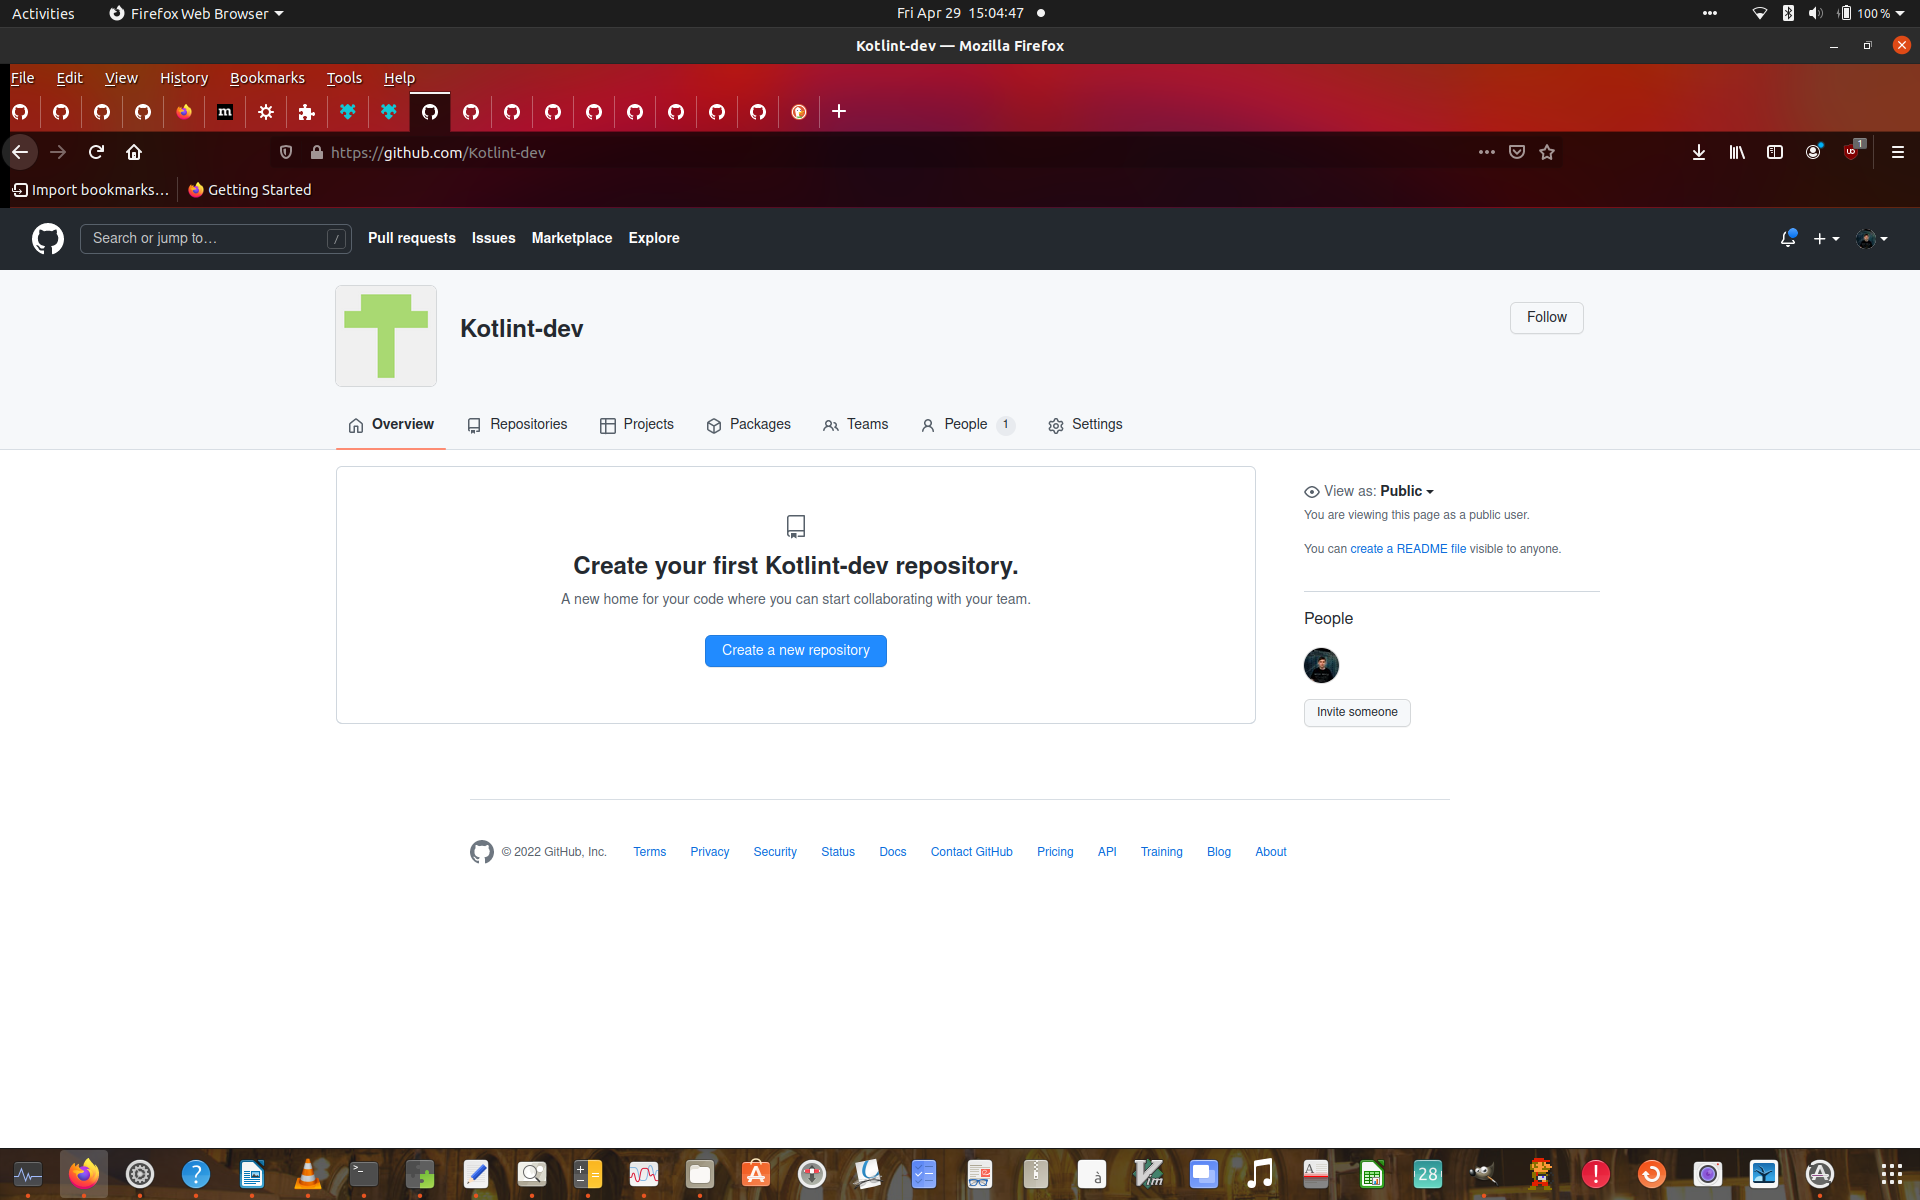 Activities Firefox Web Browser Fri Apr 29 15:04:47 100 %
Kotlint-dev — Mozilla Firefox
File Edit View History Bookmarks Tools Help
m
https://github.com/Kotlint-dev 1
Import bookmarks… Getting Started
Search or jump to… / Pull requests Issues Marketplace Explore
Kotlint-dev
Follow
Overview Repositories Projects Packages Teams People 1 Settings
View as: Public
You are viewing this page as a public user.
You can create a README file visible to anyone.
Create your first Kotlint-dev repository.
A new home for your code where you can start collaborating with your team.
Create a new repository
People
Invite someone
© 2022 GitHub, Inc. Terms Privacy Security Status Docs Contact GitHub Pricing API Training Blog About
28